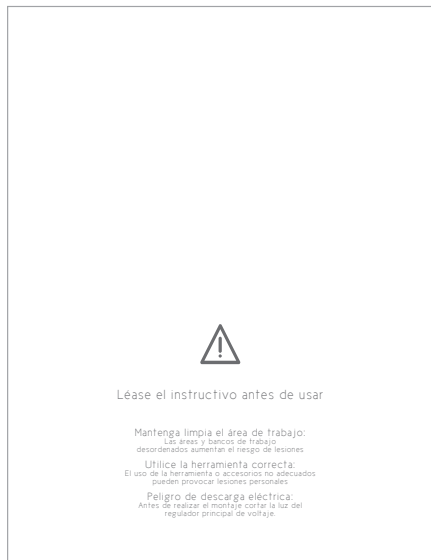 Léase el instructivo antes de usar
Mantenga limpia el área de trabajo:
Las áreas y bancos de trabajo
desordenados aumentan el riesgo de lesiones
Utilice la herramienta correcta:
El uso de la herramienta o accesorios no adecuados
pueden provocar lesiones personales
Peligro de descarga eléctrica:
Antes de realizar el montaje cortar la luz del
regulador principal de voltaje.